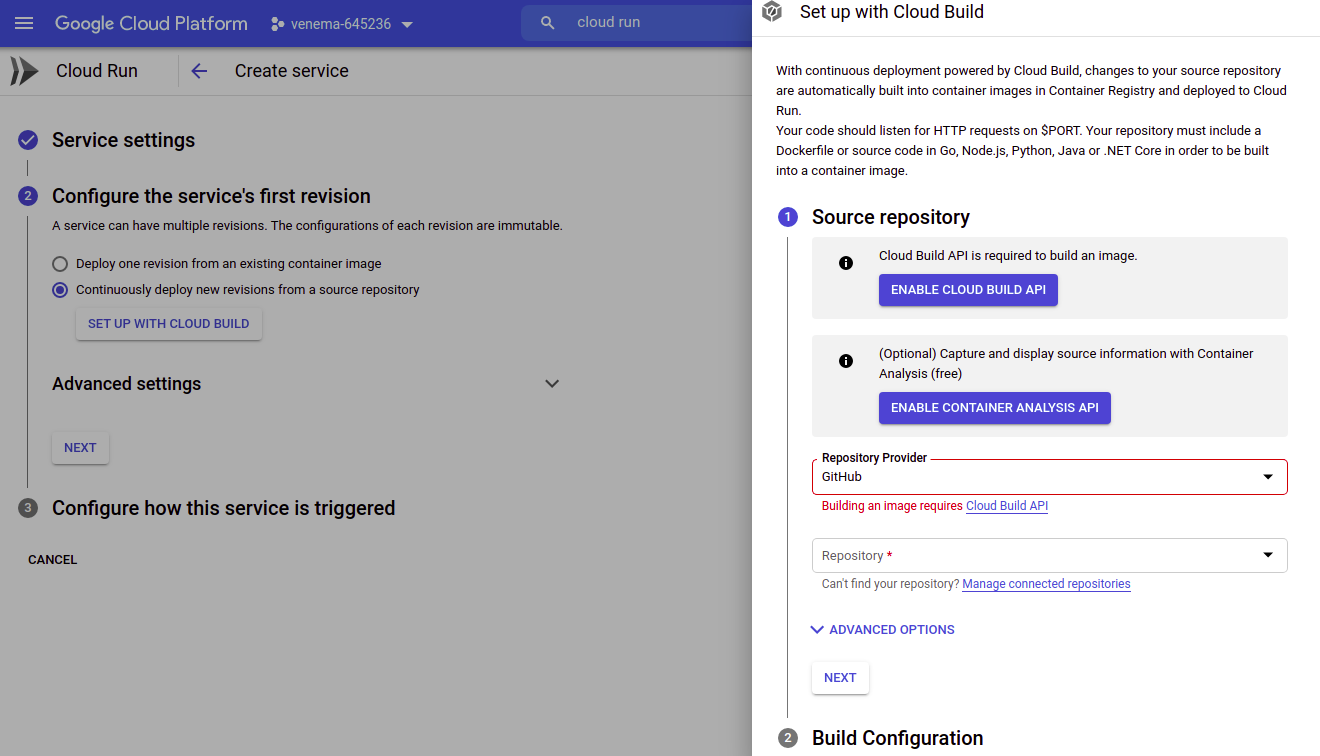 Google Cloud Platform
venema-645236
cloud run
Cloud Run
Create service
Service settings
2
Configure the service's first revision
A service can have multiple revisions. The configurations of each revision are immutable.
Deploy one revision from an existing container image
Continuously deploy new revisions from a source repository
SET UP WITH CLOUD BUILD
Advanced settings
NEXT
3
Configure how this service is triggered
CANCEL
Set up with Cloud Build
With continuous deployment powered by Cloud Build, changes to your source repository
are automatically built into container images in Container Registry and deployed to Cloud
Run.
Your code should listen for HTTP requests on $PORT. Your repository must include a
Dockerfile or source code in Go, Node.js, Python, Java or .NET Core in order to be built
into a container image.
1
Source repository
Cloud Build API is required to build an image.
ENABLE CLOUD BUILD API
(Optional) Capture and display source information with Container
Analysis (free)
ENABLE CONTAINER ANALYSIS API
Repository Provider
GitHub
Building an image requires Cloud Build API
Repository *
Can't find your repository? Manage connected repositories
ADVANCED OPTIONS
NEXT
2
Build Configuration